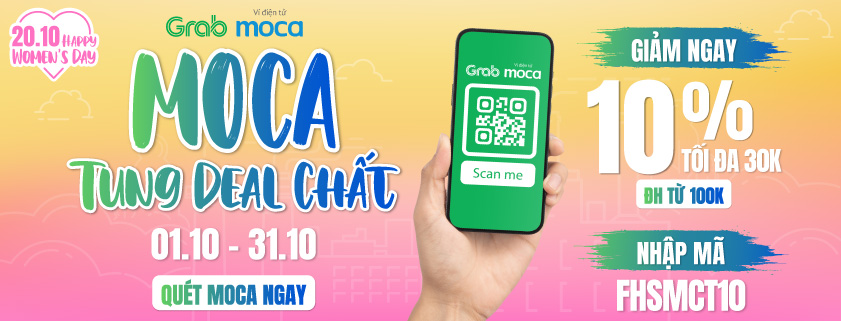 20.10 HAPPY
WOMEN'S DAY
Ví điện tử
Grab moca
MOCA
TUNG DEAL CHẤT
01.10 - 31.10
QUÉT MOCA NGAY
Ví điện tử
Grab moca
Scan me
GIẢM NGAY
10%
TỐI ĐA 30K
ĐH TỪ 100K
NHẬP MÃ
FHSMCT10